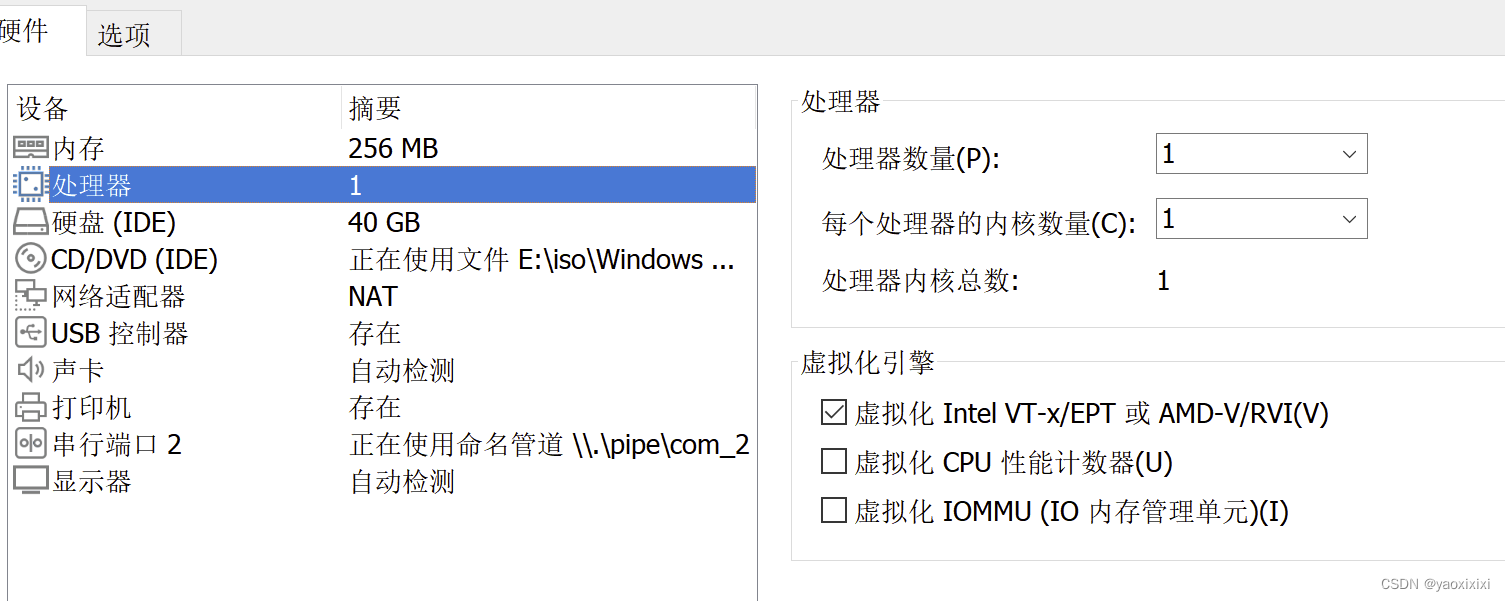 硬件 选项
设备 摘要
内存 256 MB
处理器 1
硬盘 (IDE) 40 GB
CD/DVD (IDE) 正在使用文件 E:\iso\Windows ...
网络适配器 NAT
USB 控制器 存在
声卡 自动检测
打印机 存在
串行端口 2 正在使用命名管道 \\.\pipe\com_2
显示器 自动检测
处理器
处理器数量(P): 1
每个处理器的内核数量(C): 1
处理器内核总数: 1
虚拟化引擎
虚拟化 Intel VT-x/EPT 或 AMD-V/RVI(V)
虚拟化 CPU 性能计数器(U)
虚拟化 IOMMU (IO 内存管理单元)(I)
CSDN @yaoxixixi